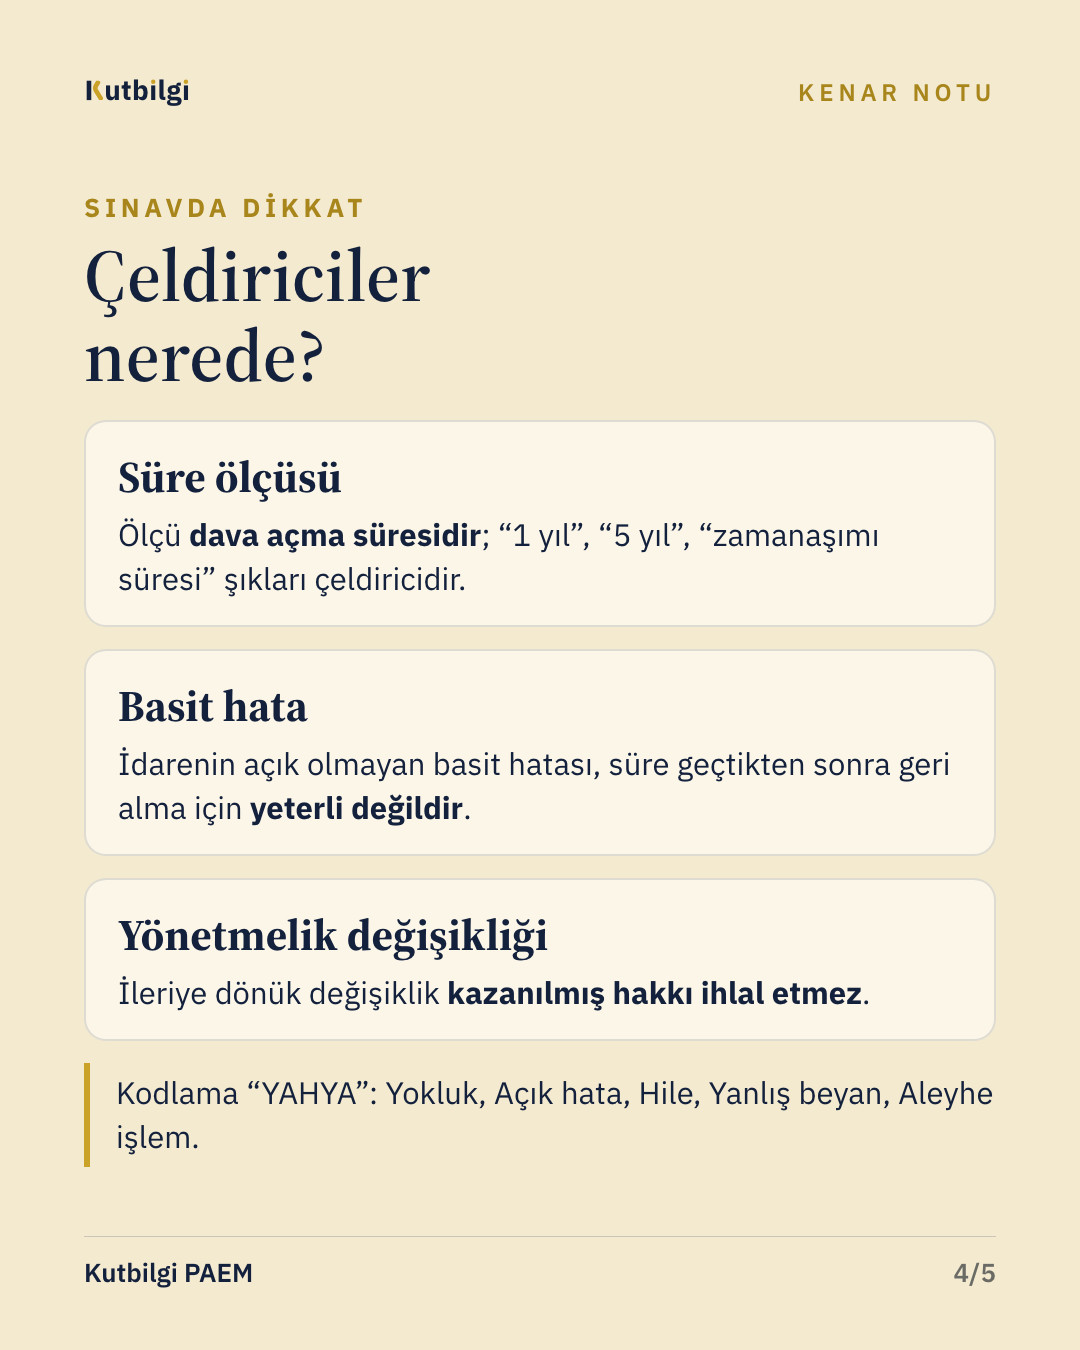 Kutbilgi
KENAR NOTU
SINAVDA DİKKAT
Çeldiriciler
nerede?
Süre ölçüsü
Ölçü dava açma süresidir; “1 yıl”, “5 yıl”, “zamanaşımı
süresi” şıkları çeldiricidir.
Basit hata
İdarenin açık olmayan basit hatası, süre geçtikten sonra geri
alma için yeterli değildir.
Yönetmelik değişikliği
İleriye dönük değişiklik kazanılmış hakkı ihlal etmez.
Kodlama “YAHYA”: Yokluk, Açık hata, Hile, Yanlış beyan, Aleyhe
işlem.
Kutbilgi PAEM
4/5